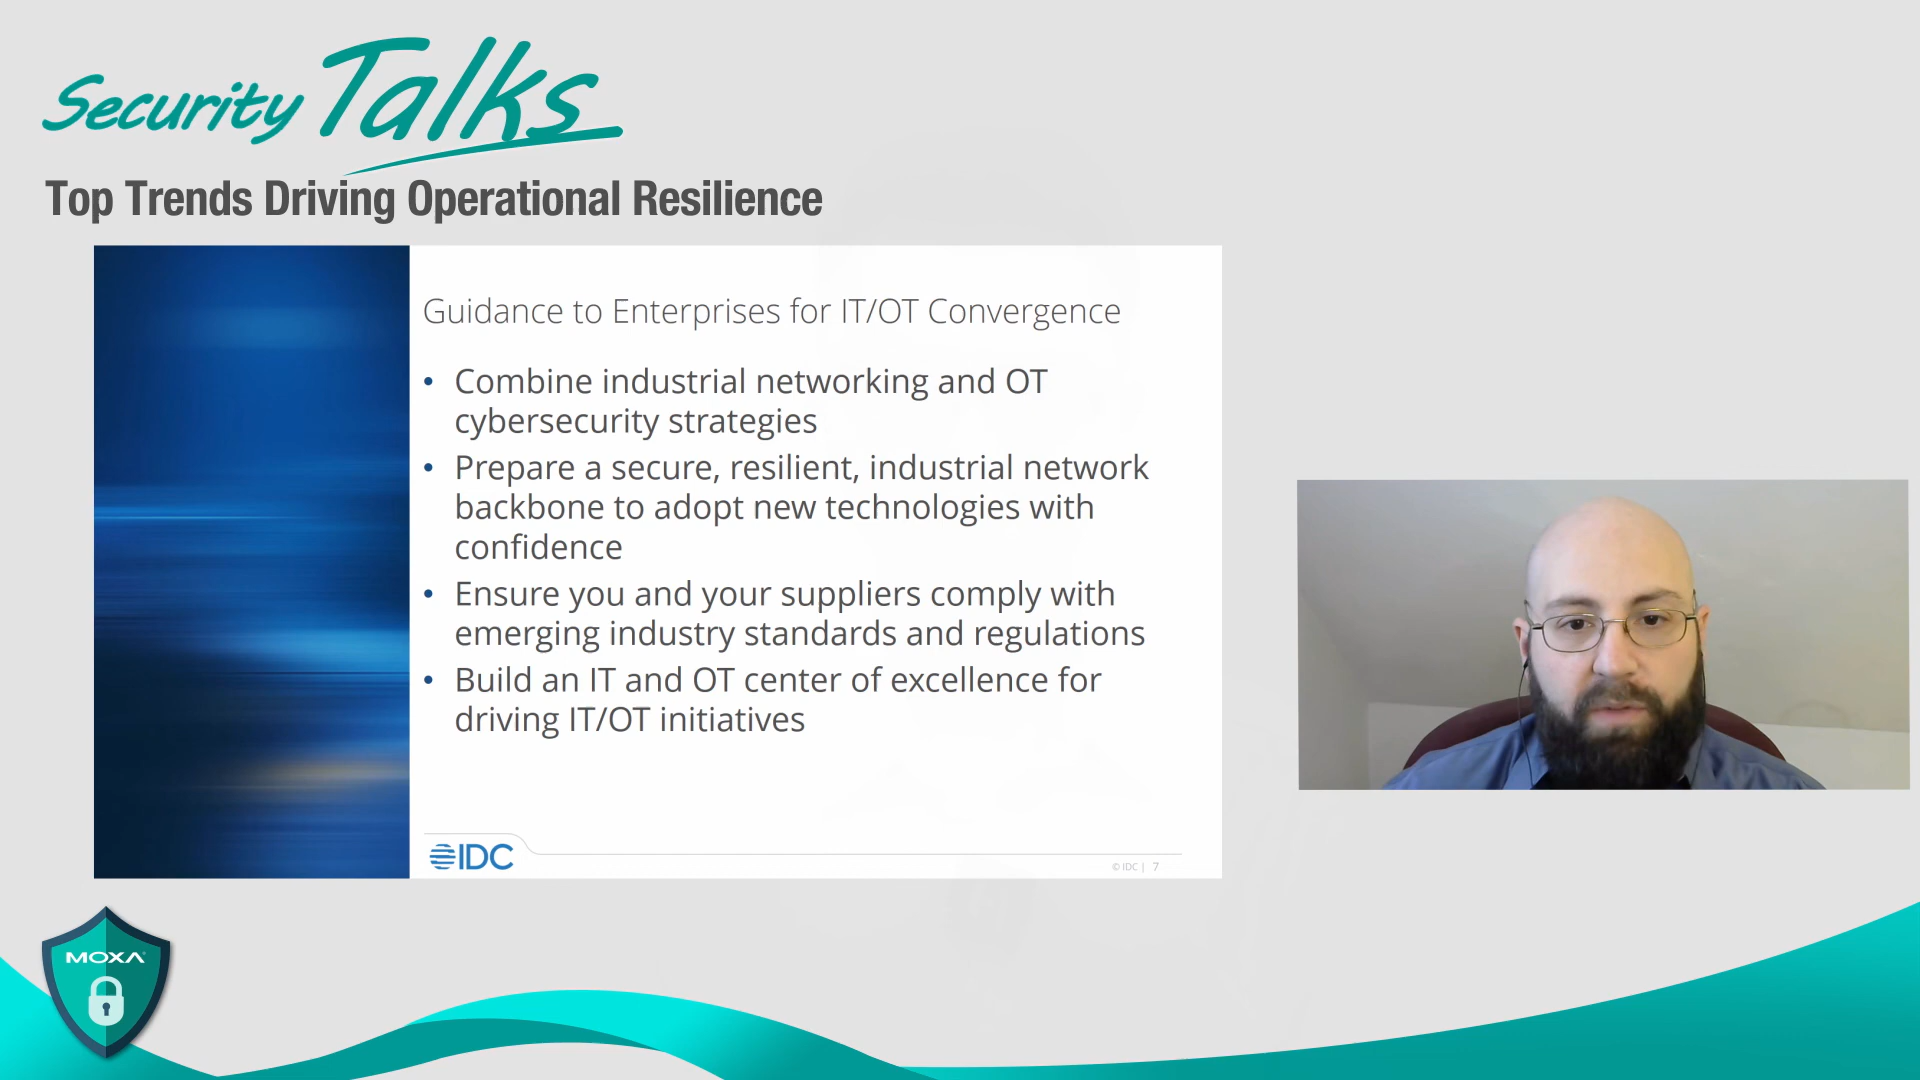 Security Talks
Top Trends Driving Operational Resilience
Guidance to Enterprises for IT/OT Convergence
• Combine industrial networking and OT
cybersecurity strategies
• Prepare a secure, resilient, industrial network
backbone to adopt new technologies with
confidence
• Ensure you and your suppliers comply with
emerging industry standards and regulations
• Build an IT and OT center of excellence for
driving IT/OT initiatives
IDC
© IDC | 7
MOXA